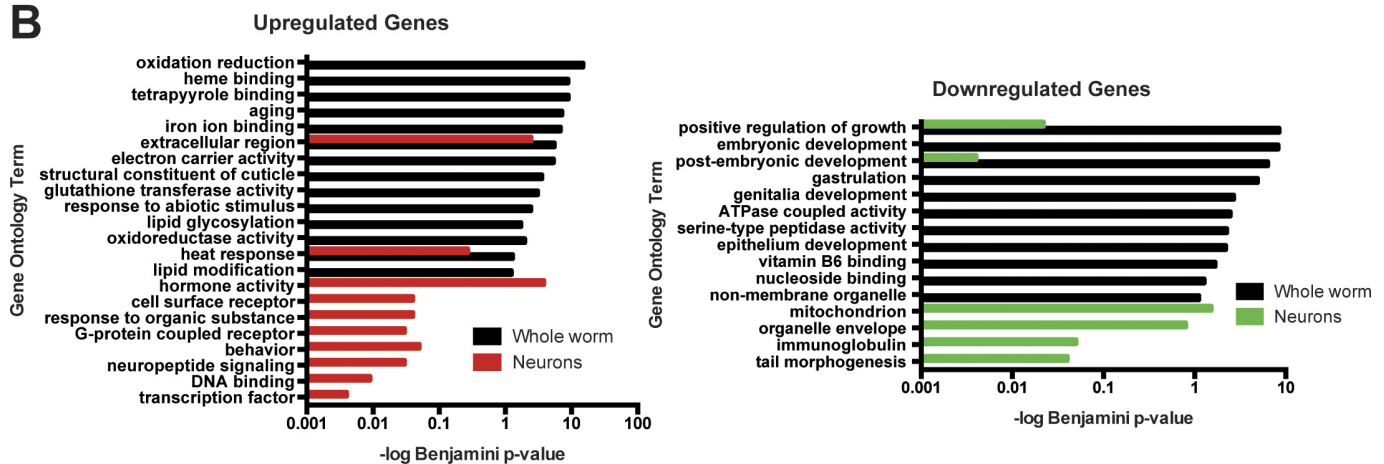 B
Upregulated Genes
Gene Ontology Term
oxidation reduction
heme binding
tetrapyyrole binding
aging
iron ion binding
extracellular region
electron carrier activity
structural constituent of cuticle
glutathione transferase activity
response to abiotic stimulus
lipid glycosylation
oxidoreductase activity
heat response
lipid modification
hormone activity
cell surface receptor
response to organic substance
G-protein coupled receptor
behavior
neuropeptide signaling
DNA binding
transcription factor
Whole worm
Neurons
0.001 0.01 0.1 1 10 100
-log Benjamini p-value
Downregulated Genes
Gene Ontology Term
positive regulation of growth
embryonic development
post-embryonic development
gastrulation
genitalia development
ATPase coupled activity
serine-type peptidase activity
epithelium development
vitamin B6 binding
nucleoside binding
non-membrane organelle
mitochondrion
organelle envelope
immunoglobulin
tail morphogenesis
Whole worm
Neurons
0.001 0.01 0.1 1 10
-log Benjamini p-value